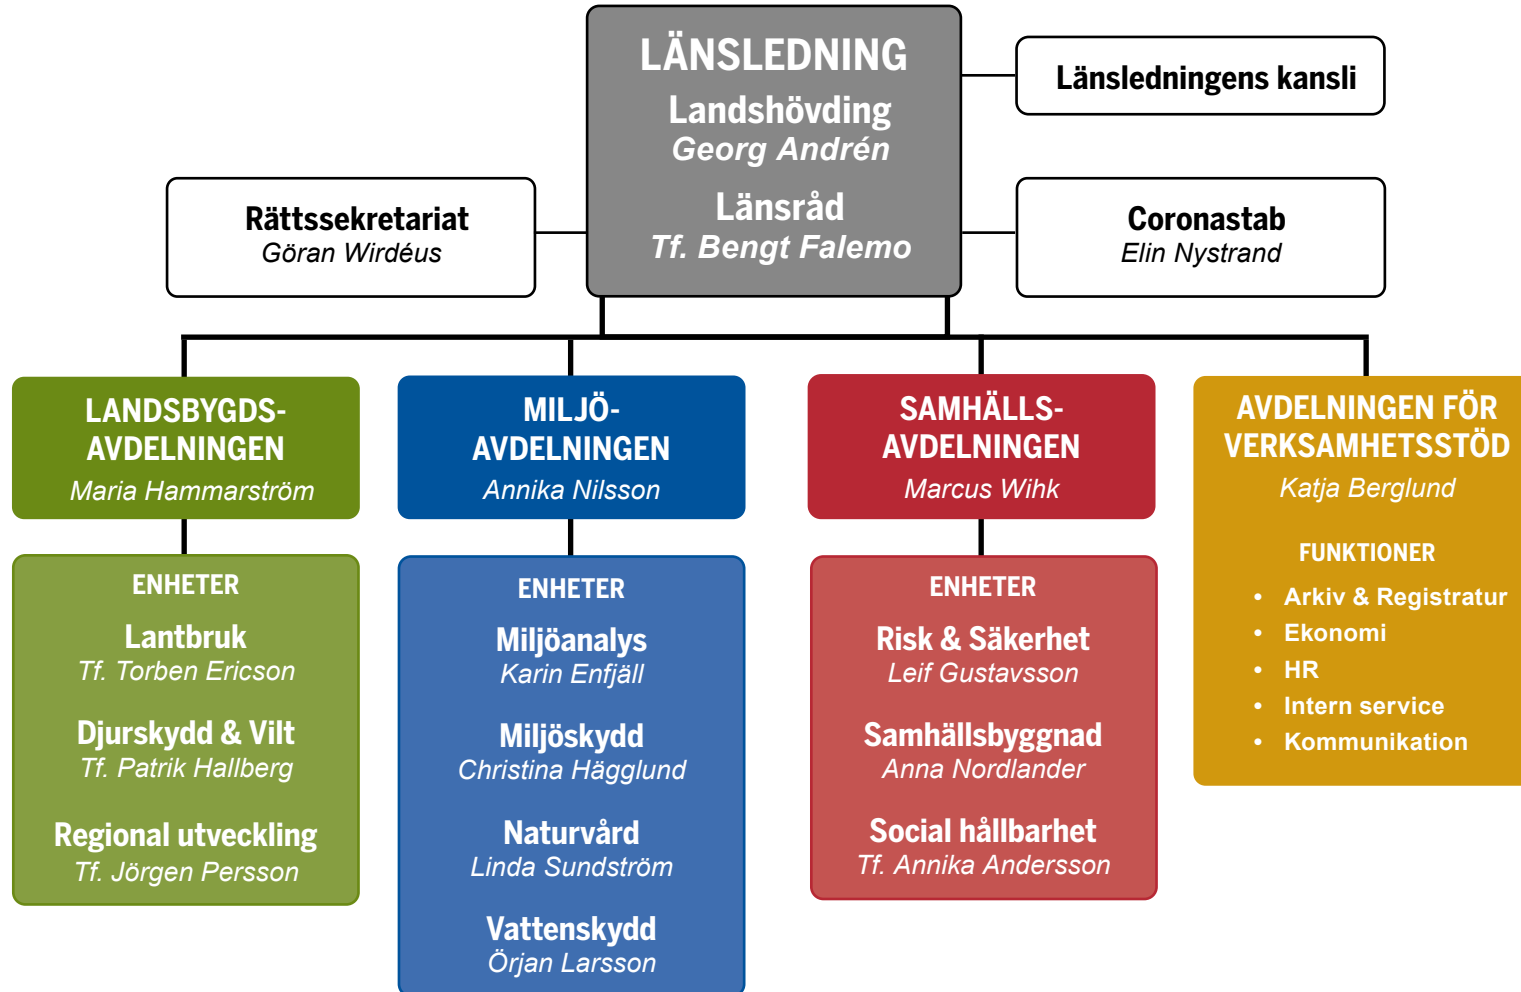 LÄNSLEDNING
Landshövding
Georg Andrén
Länsråd
Tf. Bengt Falemo
Länsledningens kansli
Rättssekretariat
Göran Wirdéus
Coronastab
Elin Nystrand
LANDSBYGDS-
AVDELNINGEN
Maria Hammarström
ENHETER
Lantbruk
Tf. Torben Ericson
Djurskydd & Vilt
Tf. Patrik Hallberg
Regional utveckling
Tf. Jörgen Persson
MILJÖ-
AVDELNINGEN
Annika Nilsson
ENHETER
Miljöanalys
Karin Enfjäll
Miljöskydd
Christina Hägglund
Naturvård
Linda Sundström
Vattenskydd
Örjan Larsson
SAMHÄLLS-
AVDELNINGEN
Marcus Wihk
ENHETER
Risk & Säkerhet
Leif Gustavsson
Samhällsbyggnad
Anna Nordlander
Social hållbarhet
Tf. Annika Andersson
AVDELNINGEN FÖR
VERKSAMHETSSTÖD
Katja Berglund
FUNKTIONER
• Arkiv & Registratur
• Ekonomi
• HR
• Intern service
• Kommunikation